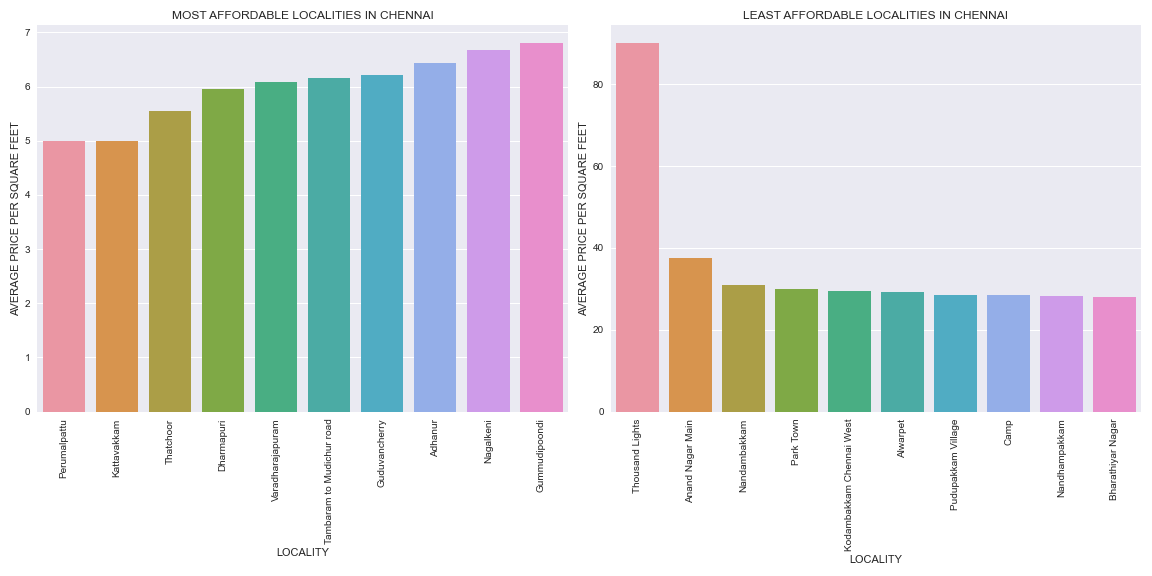 MOST AFFORDABLE LOCALITIES IN CHENNAI
AVERAGE PRICE PER SQUARE FEET
7
6
5
4
3
2
1
0
Perumalpattu
Kattavakkam
Thatchoor
Dharmapuri
Varadharajapuram
Tambaram to Mudichur road
Guduvancherry
Adhanur
Nagalkeni
Gummudipoondi
LOCALITY
LEAST AFFORDABLE LOCALITIES IN CHENNAI
AVERAGE PRICE PER SQUARE FEET
80
60
40
20
0
Thousand Lights
Anand Nagar Main
Nandambakkam
Park Town
Kodambakkam Chennai West
Alwarpet
Pudupakkam Village
Camp
Nandhampakkam
Bharathiyar Nagar
LOCALITY